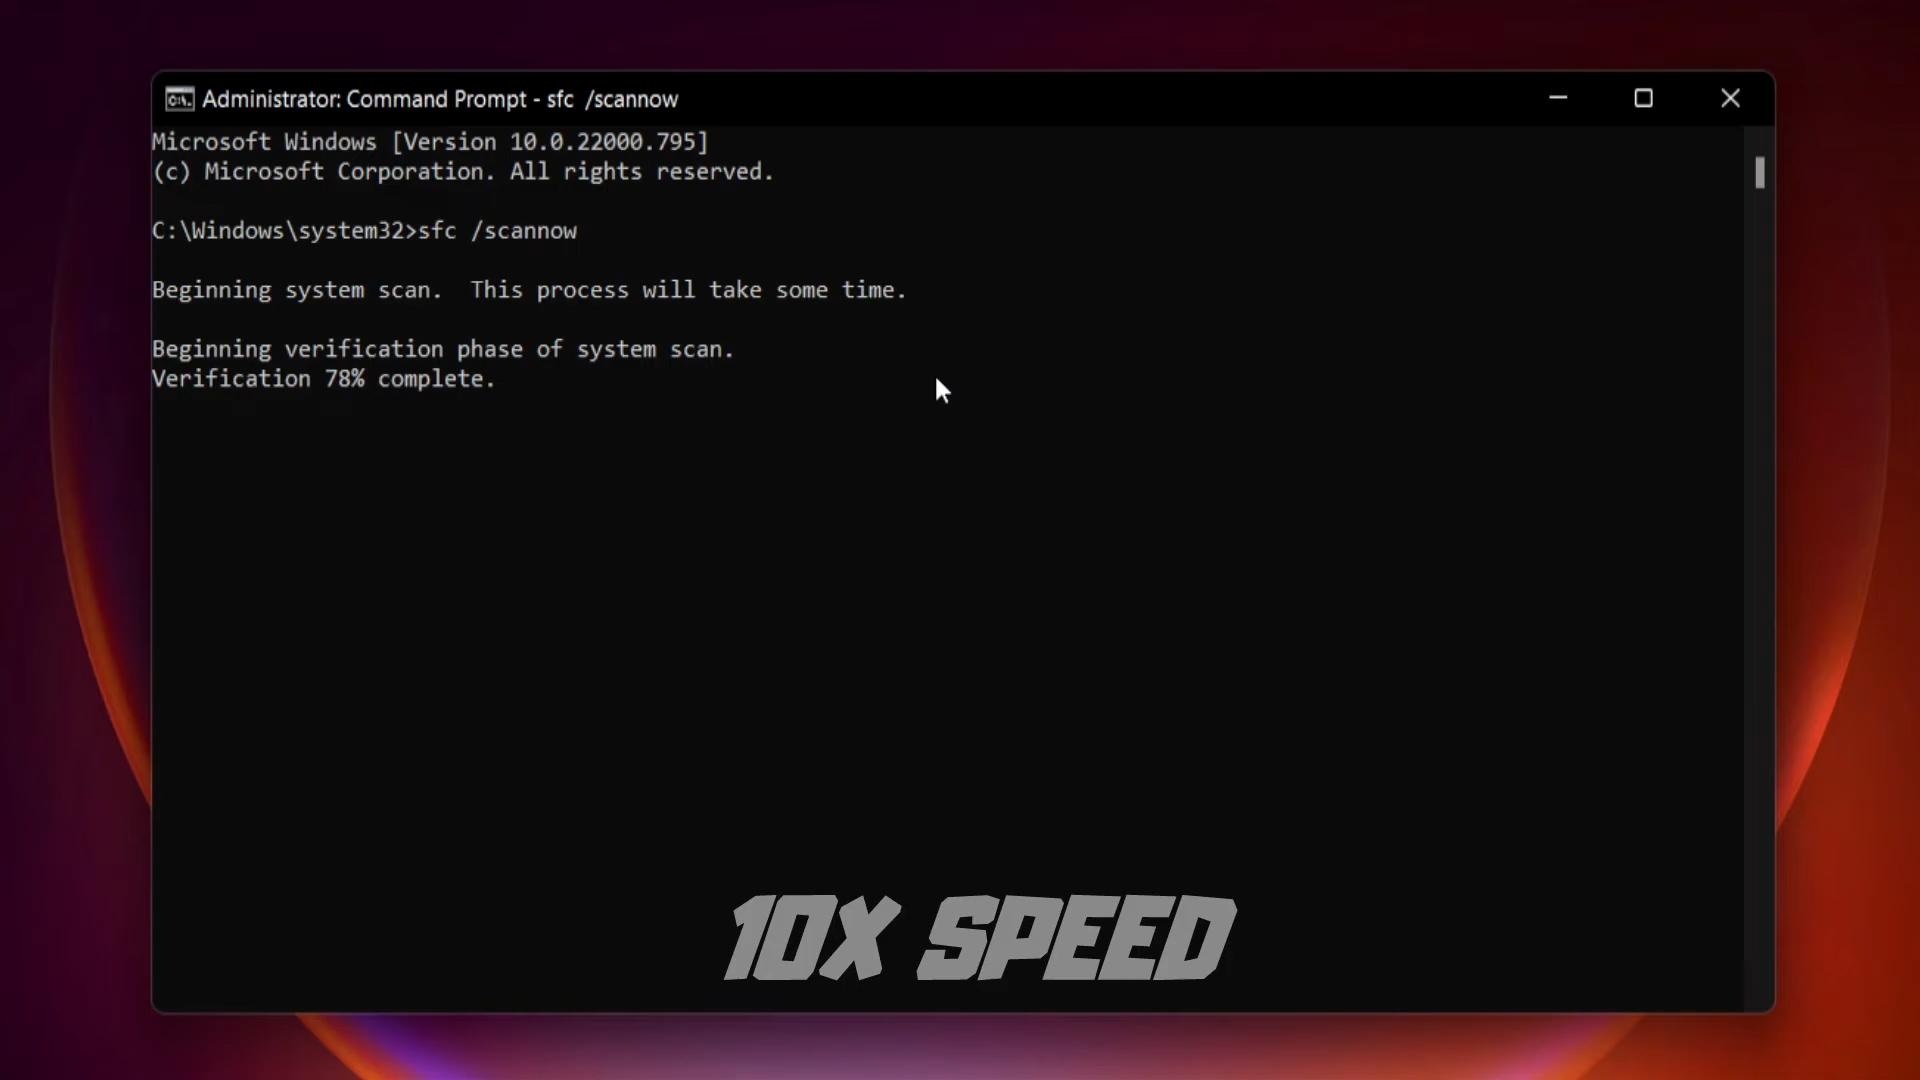 Administrator: Command Prompt - sfc  /scannow
Microsoft Windows [Version 10.0.22000.795]
(c) Microsoft Corporation. All rights reserved.
C:\Windows\system32>sfc /scannow
Beginning system scan.  This process will take some time.
Beginning verification phase of system scan.
Verification 78% complete.
10X SPEED